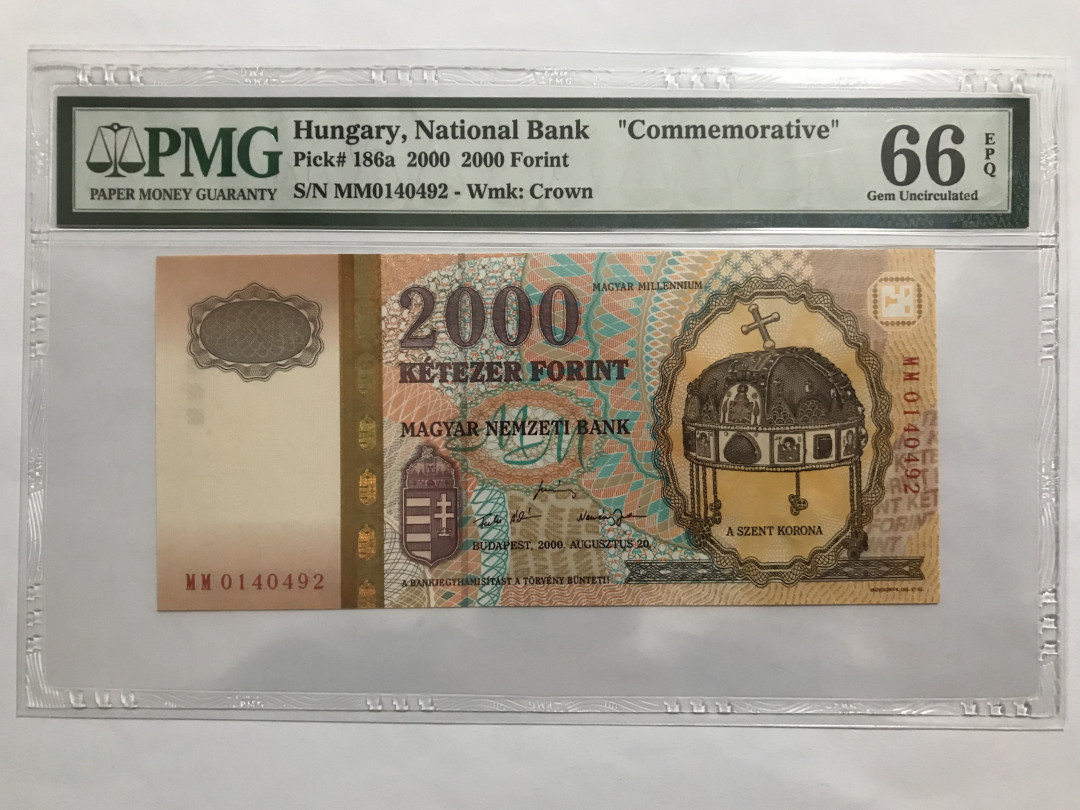 PMG
PAPER MONEY GUARANTY
Hungary, National Bank "Commemorative"
Pick# 186a 2000 2000 Forint
S/N MM0140492 - Wmk: Crown
66
EPQ
Gem Uncirculated
MAGYAR MILLENNIUM
2000
KÉTEZER FORINT
MAGYAR NEMZETI BANK
MM
BUDAPEST, 2000. AUGUSZTUS 20.
A BANKJEGYHAMISÍTÁST A TÖRVÉNY BÜNTETI!
MM 0140492
A SZENT KORONA
MM 0140492